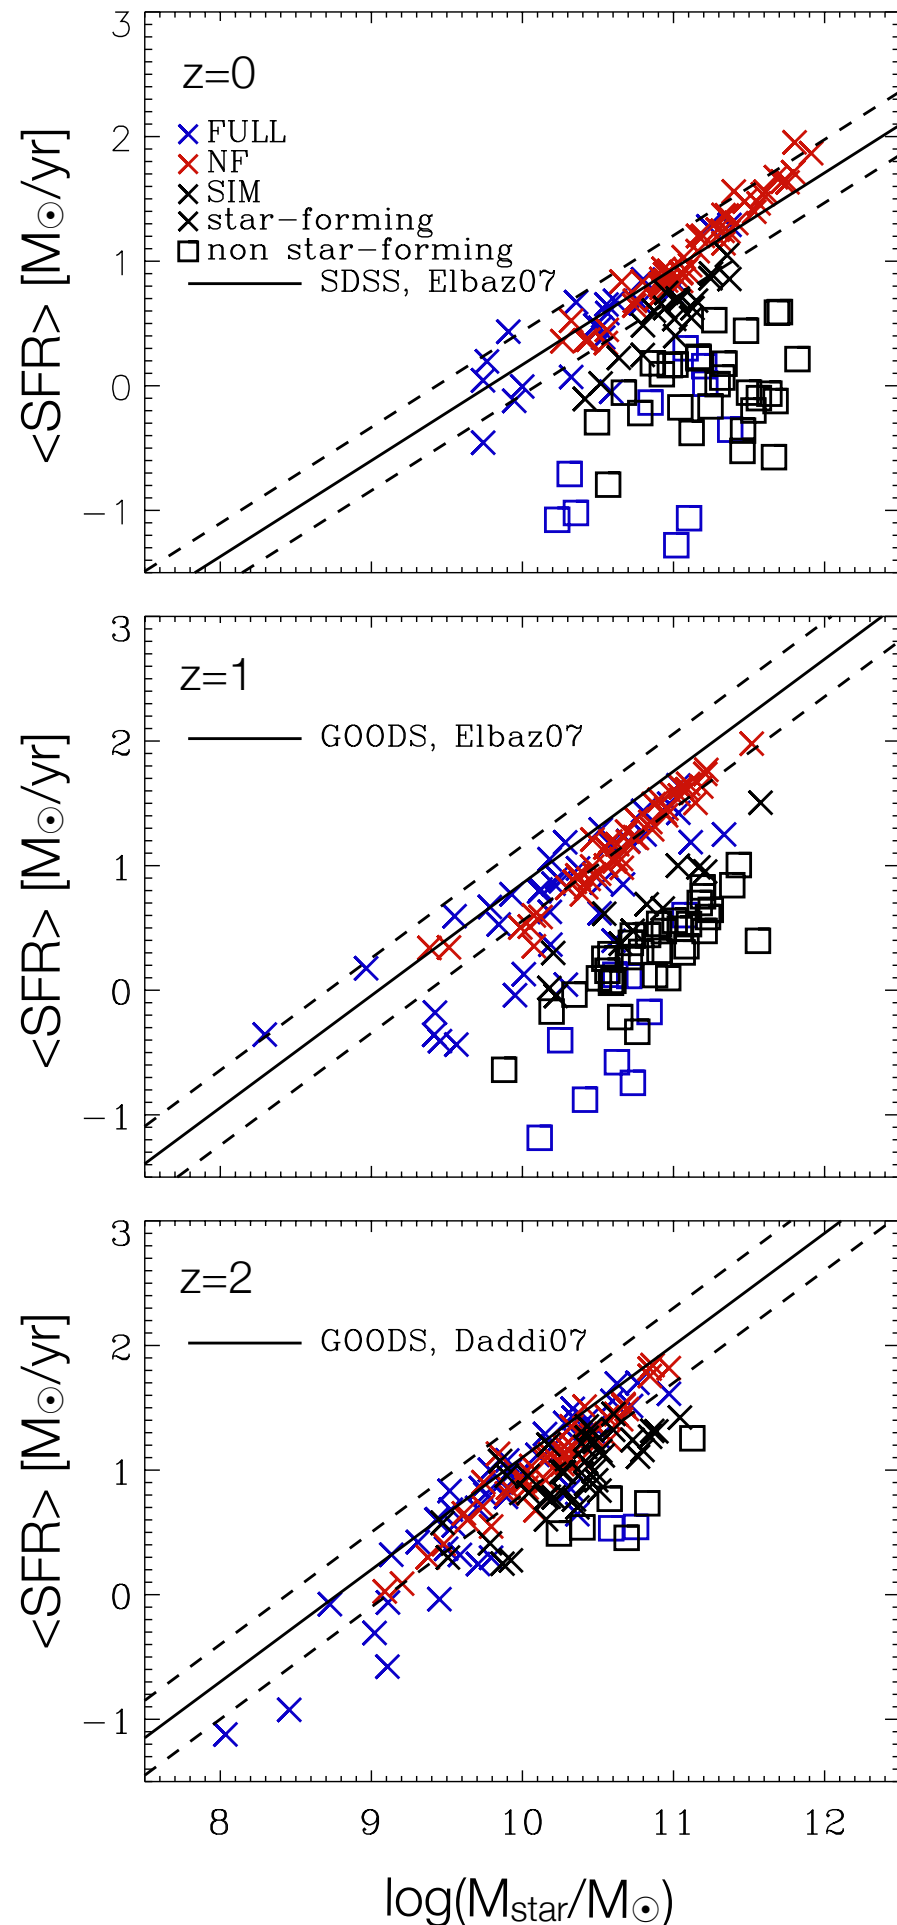 3
z=0
FULL
2
NF
SIM
star-forming
non star-forming
1
SDSS, Elbaz07
0
-1
<SFR> [M☉/yr]
3
z=1
GOODS, Elbaz07
2
1
0
-1
<SFR> [M☉/yr]
3
z=2
GOODS, Daddi07
2
1
0
-1
<SFR> [M☉/yr]
8 9 10 11 12
log(Mstar/M☉)